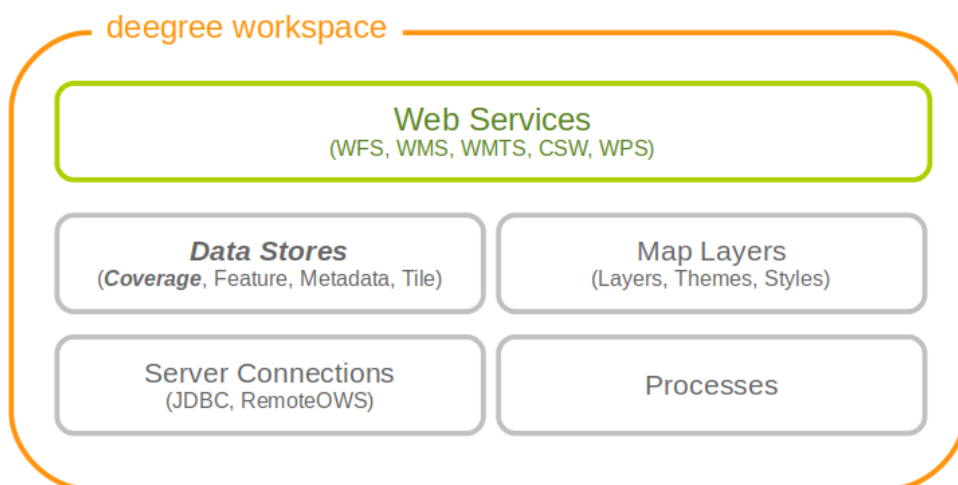 deegree workspace
Web Services
(WFS, WMS, WMTS, CSW, WPS)
Data Stores
(Coverage, Feature, Metadata, Tile)
Map Layers
(Layers, Themes, Styles)
Server Connections
(JDBC, RemoteOWS)
Processes